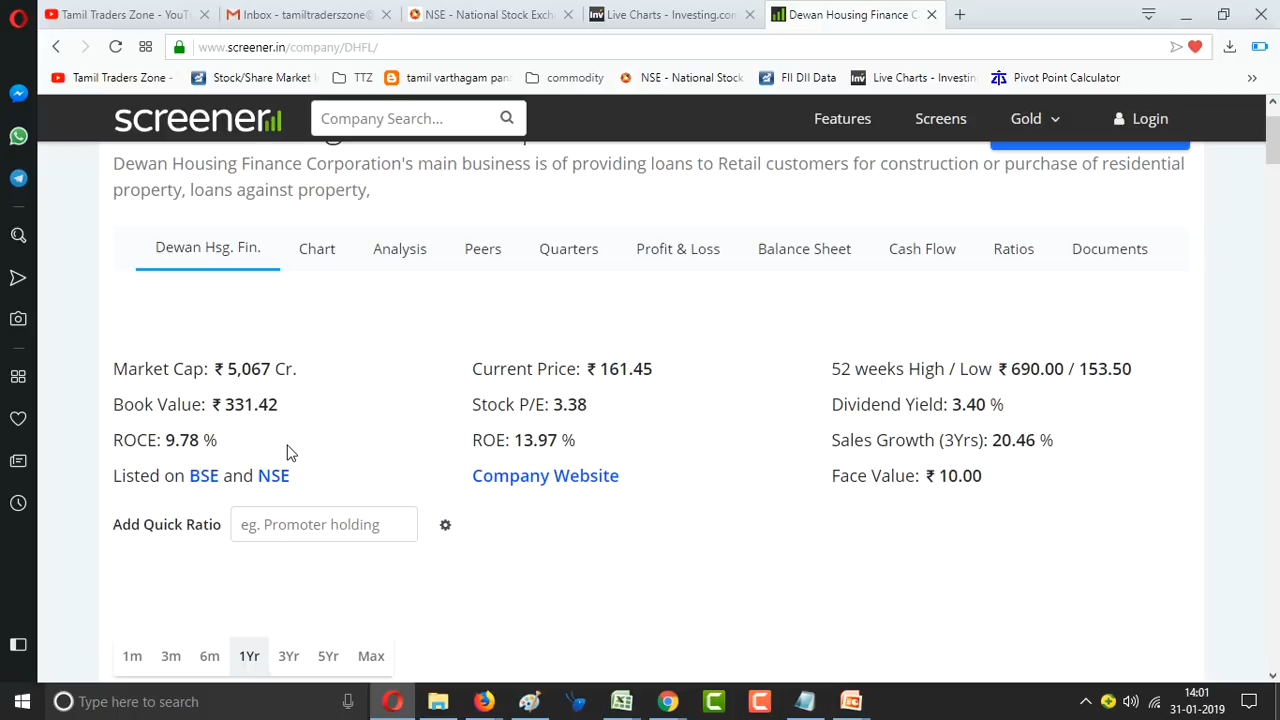 Tamil Traders Zone - YouT
Inbox - tamiltraderszone@
NSE - National Stock Exch
Inv Live Charts - Investing.com
Dewan Housing Finance C
www.screener.in/company/DHFL/
Tamil Traders Zone -
Stock/Share Market
TTZ
tamil varthagam pan
commodity
NSE - National Stock
FII DII Data
Inv Live Charts - Investin
Pivot Point Calculator
screener
Company Search...
Features
Screens
Gold
Login
Dewan Housing Finance Corporation's main business is of providing loans to Retail customers for construction or purchase of residential
property, loans against property,
Dewan Hsg. Fin.
Chart
Analysis
Peers
Quarters
Profit & Loss
Balance Sheet
Cash Flow
Ratios
Documents
Market Cap: ₹ 5,067 Cr.
Current Price: ₹ 161.45
52 weeks High / Low ₹ 690.00 / 153.50
Book Value: ₹ 331.42
Stock P/E: 3.38
Dividend Yield: 3.40 %
ROCE: 9.78 %
ROE: 13.97 %
Sales Growth (3Yrs): 20.46 %
Listed on BSE and NSE
Company Website
Face Value: ₹ 10.00
Add Quick Ratio
eg. Promoter holding
1m
3m
6m
1Yr
3Yr
5Yr
Max
Type here to search
14:01
31-01-2019